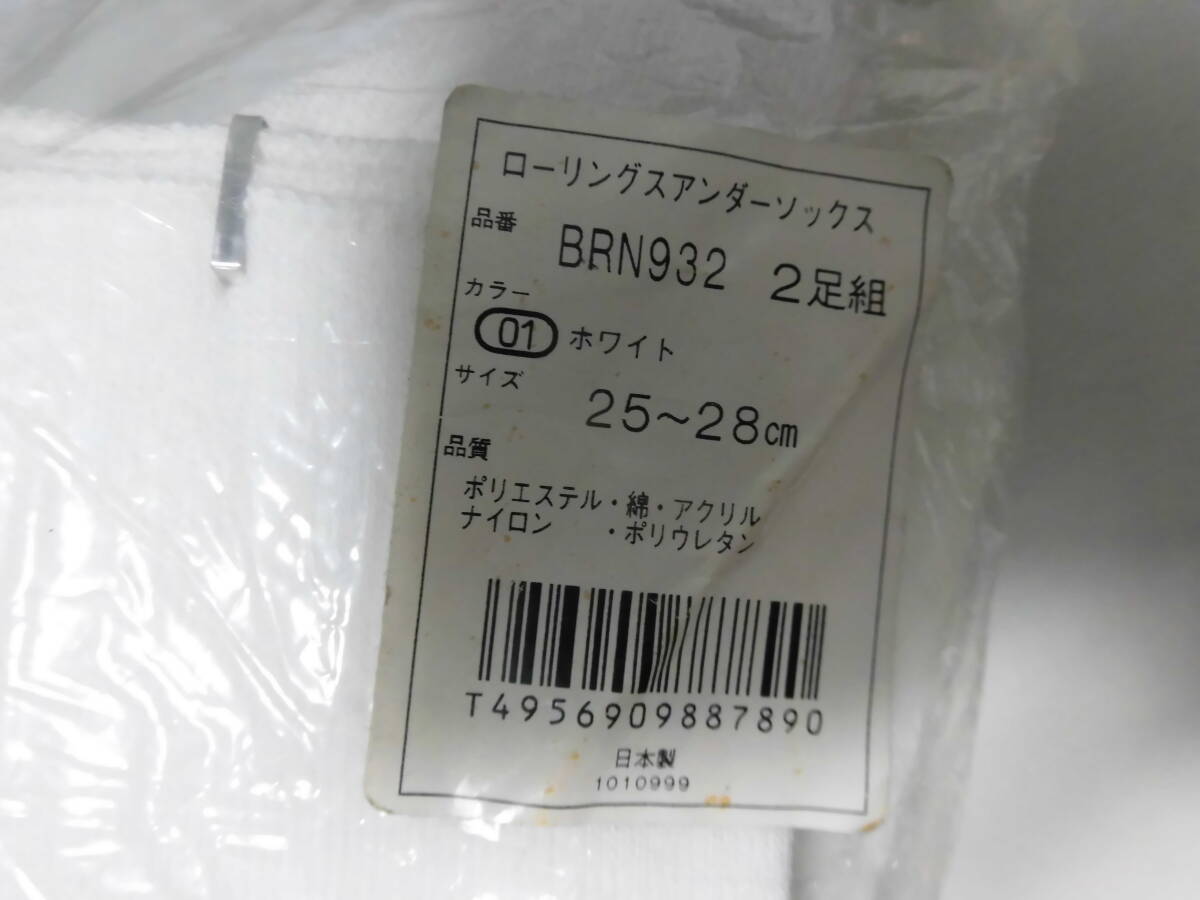 ローリングスアンダーソックス
品番
BRN932 2足組
カラー
01 ホワイト
サイズ
25〜28cm
品質
ポリエステル・綿・アクリル
ナイロン ・ポリウレタン
T4956909887890
日本製
1010999